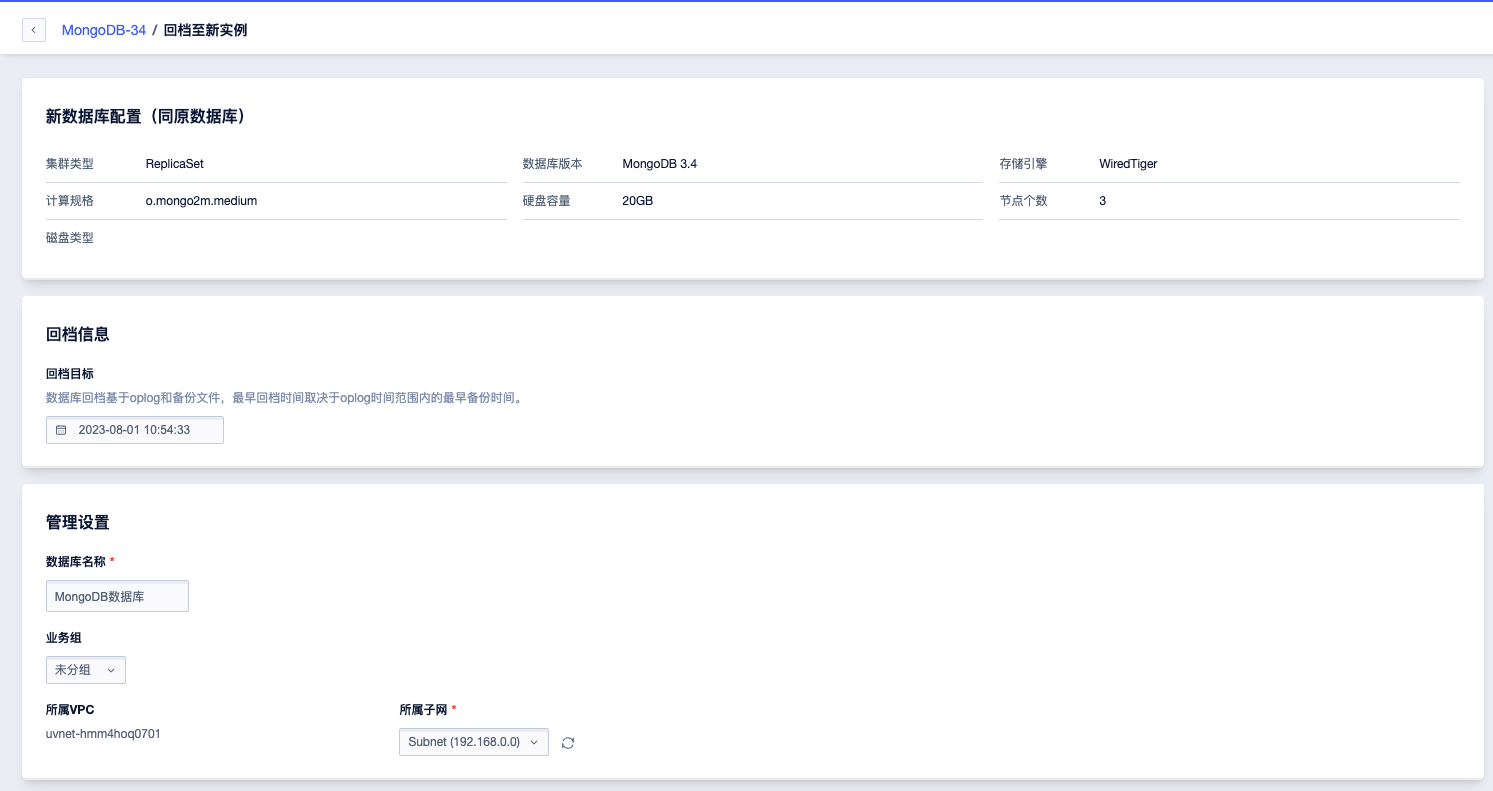 MongoDB-34 / 回档至新实例
新数据库配置（同原数据库）
集群类型 ReplicaSet 数据库版本 MongoDB 3.4 存储引擎 WiredTiger
计算规格 o.mongo2m.medium 硬盘容量 20GB 节点个数 3
磁盘类型
回档信息
回档目标
数据库回档基于oplog和备份文件，最早回档时间取决于oplog时间范围内的最早备份时间。
2023-08-01 10:54:33
管理设置
数据库名称 *
MongoDB数据库
业务组
未分组
所属VPC 所属子网 *
uvnet-hmm4hoq0701 Subnet (192.168.0.0)